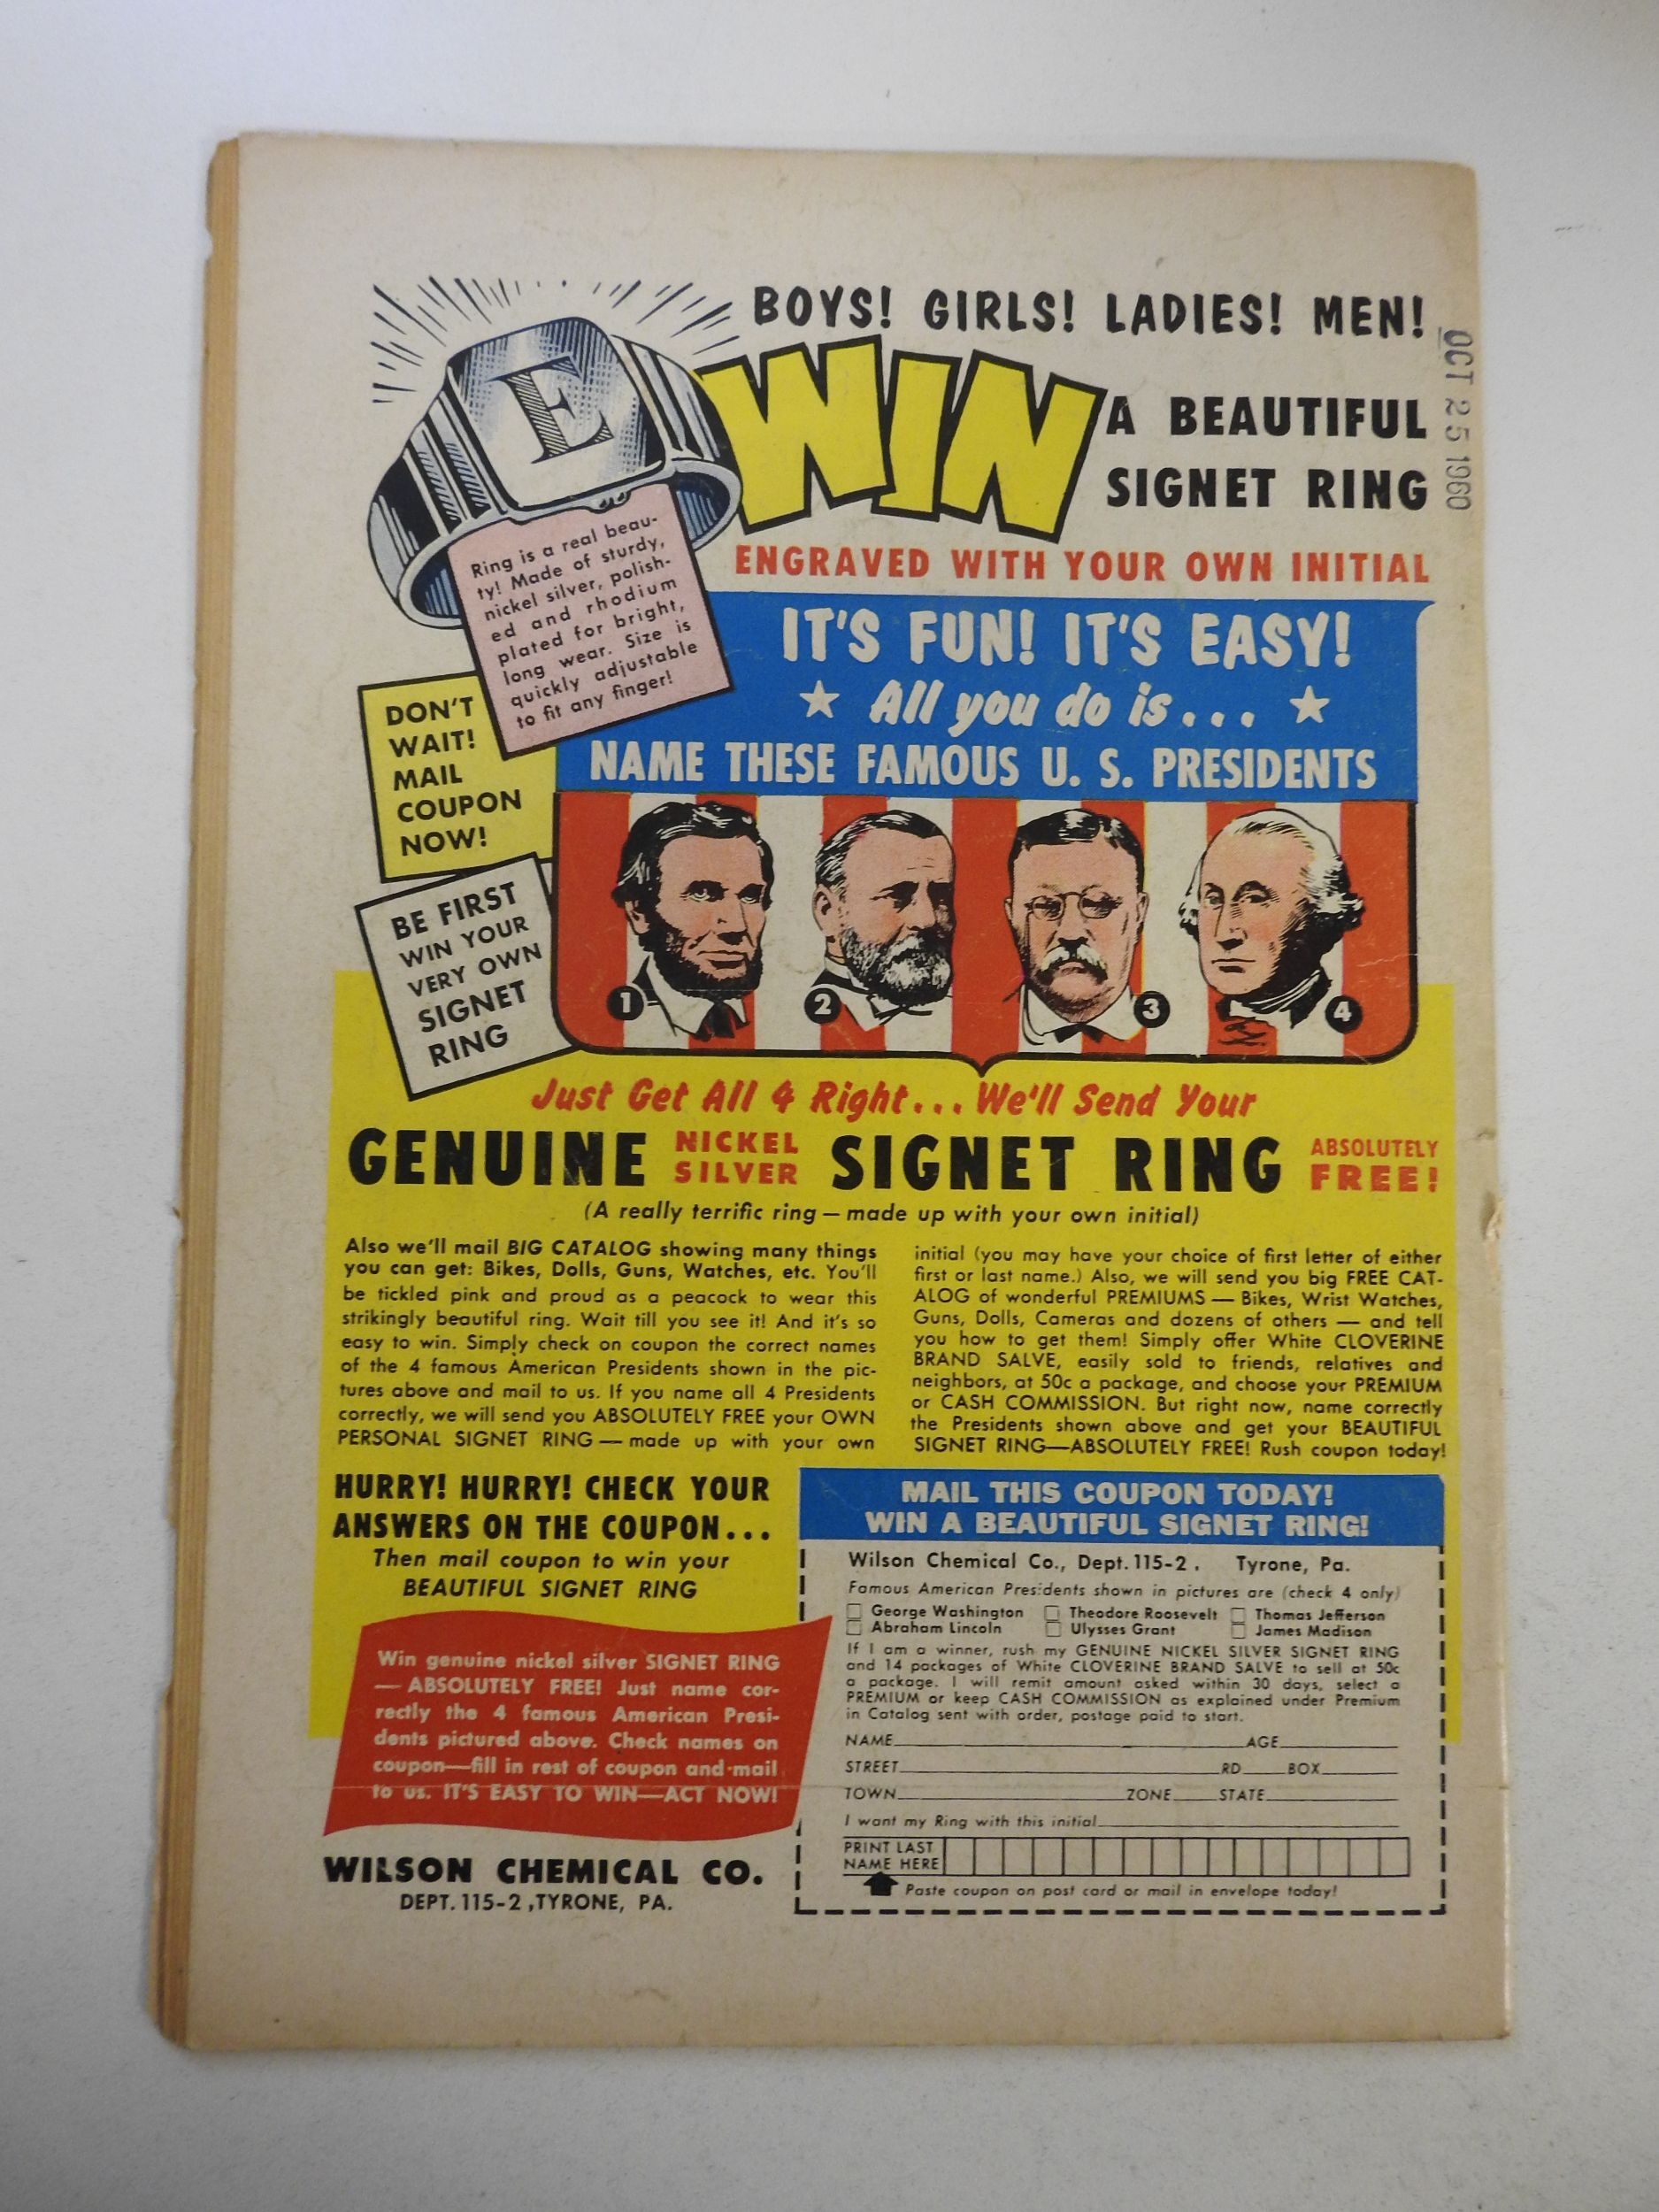 BOYS! GIRLS! LADIES! MEN!
WIN
A BEAUTIFUL
SIGNET RING
OCT 25 1960
ENGRAVED WITH YOUR OWN INITIAL
E
Ring is a real beau-
ty! Made of sturdy,
nickel silver, polish-
ed and rhodium
plated for bright,
long wear. Size is
quickly adjustable
to fit any finger!
IT'S FUN! IT'S EASY!
All you do is...
NAME THESE FAMOUS U. S. PRESIDENTS
DON'T
WAIT!
MAIL
COUPON
NOW!
BE FIRST
WIN YOUR
VERY OWN
SIGNET
RING
1
2
3
4
Just Get All 4 Right... We'll Send Your
GENUINE NICKEL SILVER SIGNET RING ABSOLUTELY FREE!
(A really terrific ring — made up with your own initial)
Also we'll mail BIG CATALOG showing many things
you can get: Bikes, Dolls, Guns, Watches, etc. You'll
be tickled pink and proud as a peacock to wear this
strikingly beautiful ring. Wait till you see it! And it's so
easy to win. Simply check on coupon the correct names
of the 4 famous American Presidents shown in the pic-
tures above and mail to us. If you name all 4 Presidents
correctly, we will send you ABSOLUTELY FREE your OWN
PERSONAL SIGNET RING — made up with your own
initial (you may have your choice of first letter of either
first or last name.) Also, we will send you big FREE CAT-
ALOG of wonderful PREMIUMS — Bikes, Wrist Watches,
Guns, Dolls, Cameras and dozens of others — and tell
you how to get them! Simply offer White CLOVERINE
BRAND SALVE, easily sold to friends, relatives and
neighbors, at 50c a package, and choose your PREMIUM
or CASH COMMISSION. But right now, name correctly
the Presidents shown above and get your BEAUTIFUL
SIGNET RING—ABSOLUTELY FREE! Rush coupon today!
HURRY! HURRY! CHECK YOUR
ANSWERS ON THE COUPON...
Then mail coupon to win your
BEAUTIFUL SIGNET RING
Win genuine nickel silver SIGNET RING
— ABSOLUTELY FREE! Just name cor-
rectly the 4 famous American Presi-
dents pictured above. Check names on
coupon—fill in rest of coupon and mail
to us. IT'S EASY TO WIN—ACT NOW!
WILSON CHEMICAL CO.
DEPT. 115-2, TYRONE, PA.
MAIL THIS COUPON TODAY!
WIN A BEAUTIFUL SIGNET RING!
Wilson Chemical Co., Dept. 115-2, Tyrone, Pa.
Famous American Presidents shown in pictures are (check 4 only)
George Washington Theodore Roosevelt Thomas Jefferson
Abraham Lincoln Ulysses Grant James Madison
If I am a winner, rush my GENUINE NICKEL SILVER SIGNET RING
and 14 packages of White CLOVERINE BRAND SALVE to sell at 50c
a package. I will remit amount asked within 30 days, select a
PREMIUM or keep CASH COMMISSION as explained under Premium
in Catalog sent with order, postage paid to start.
NAME AGE
STREET RD BOX
TOWN ZONE STATE
I want my Ring with this initial
PRINT LAST
NAME HERE
Paste coupon on post card or mail in envelope today!